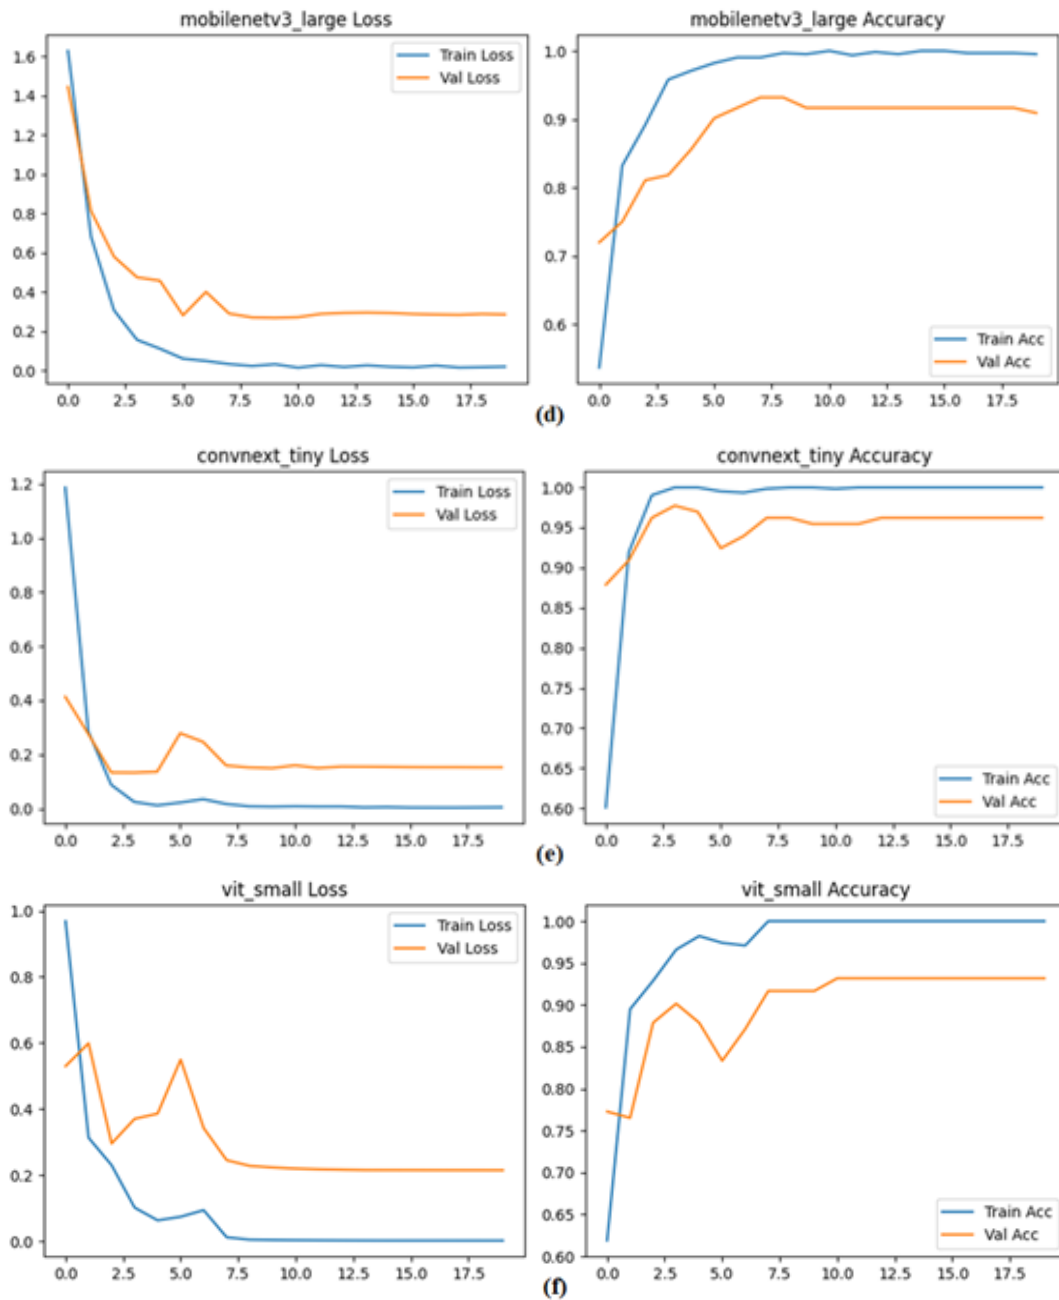 mobilenetv3_large Loss
mobilenetv3_large Accuracy
1.6
1.4
1.2
1.0
0.8
0.6
0.4
0.2
0.0
Train Loss
Val Loss
0.0 2.5 5.0 7.5 10.0 12.5 15.0 17.5
1.0
0.9
0.8
0.7
0.6
Train Acc
Val Acc
0.0 2.5 5.0 7.5 10.0 12.5 15.0 17.5
(d)
convnext_tiny Loss
convnext_tiny Accuracy
1.2
1.0
0.8
0.6
0.4
0.2
0.0
Train Loss
Val Loss
0.0 2.5 5.0 7.5 10.0 12.5 15.0 17.5
1.00
0.95
0.90
0.85
0.80
0.75
0.70
0.65
0.60
Train Acc
Val Acc
0.0 2.5 5.0 7.5 10.0 12.5 15.0 17.5
(e)
vit_small Loss
vit_small Accuracy
1.0
0.8
0.6
0.4
0.2
0.0
Train Loss
Val Loss
0.0 2.5 5.0 7.5 10.0 12.5 15.0 17.5
1.00
0.95
0.90
0.85
0.80
0.75
0.70
0.65
0.60
Train Acc
Val Acc
0.0 2.5 5.0 7.5 10.0 12.5 15.0 17.5
(f)